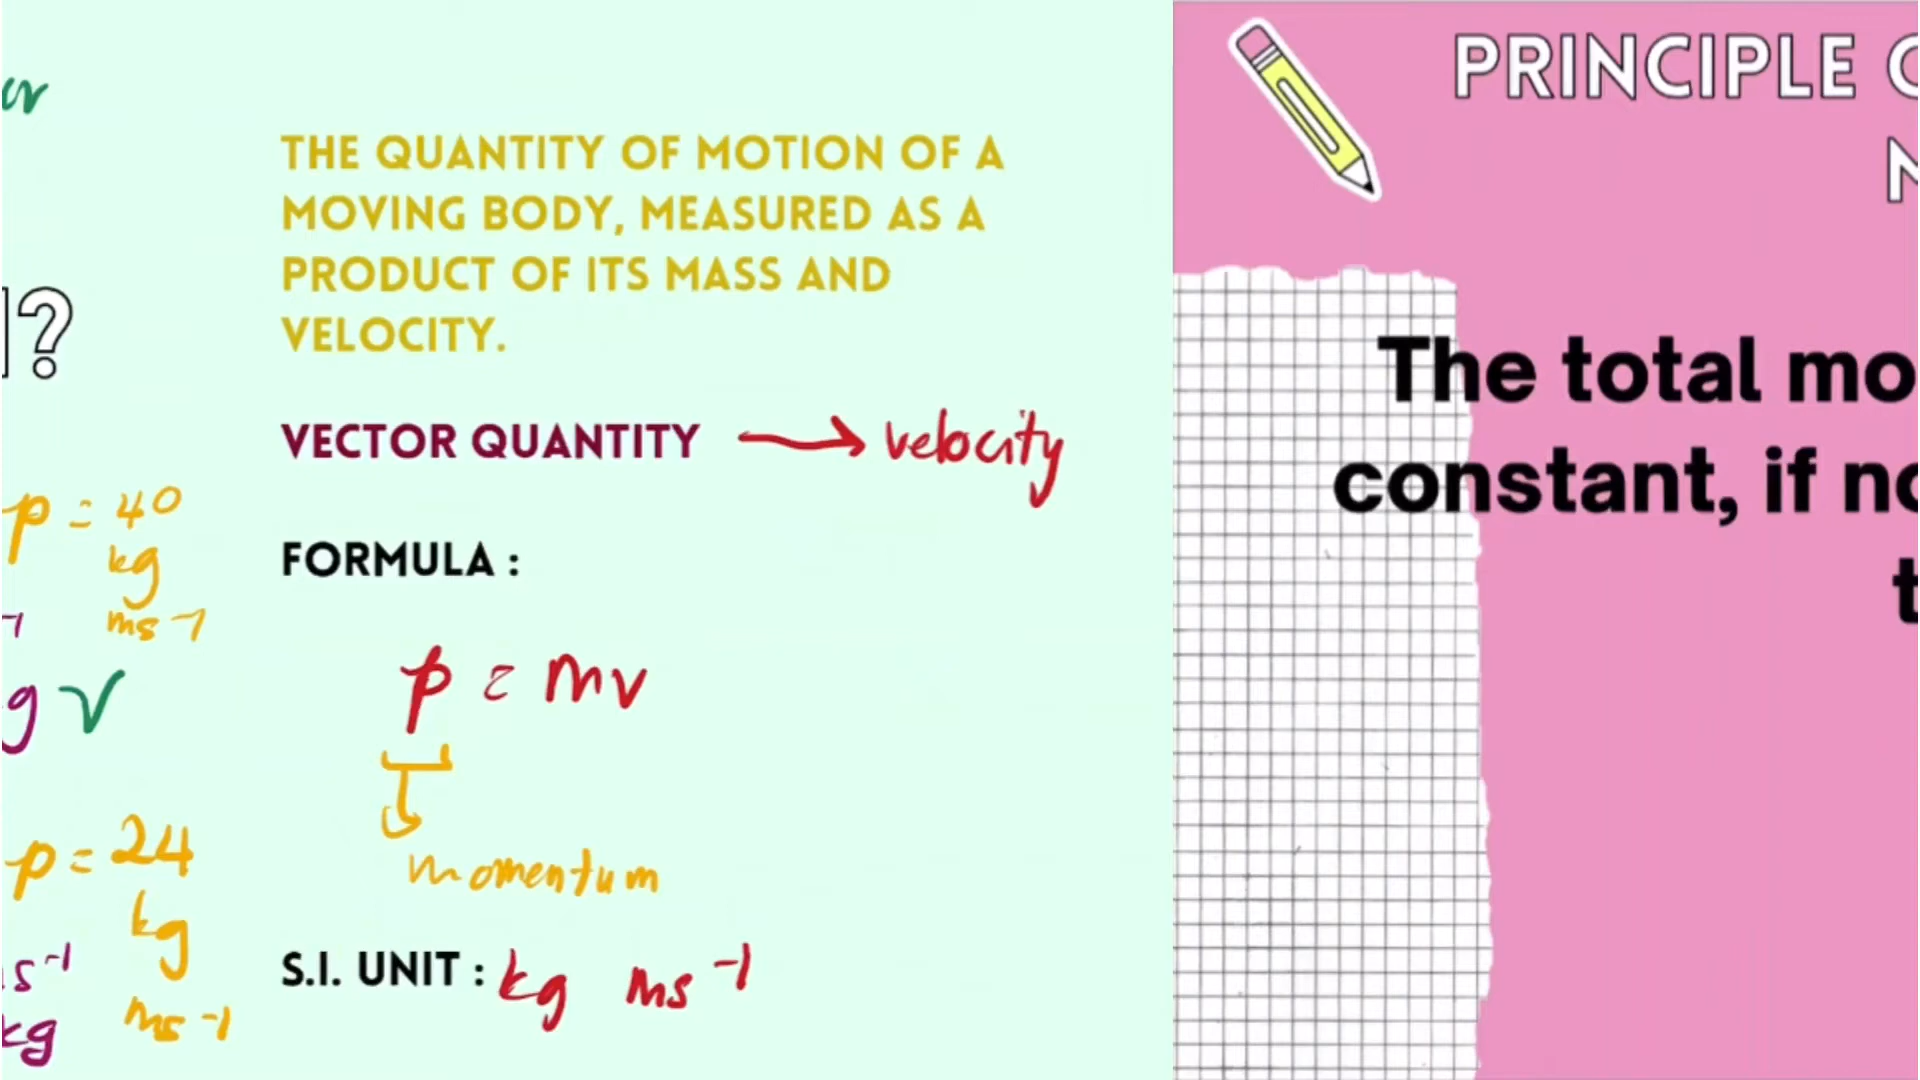 THE QUANTITY OF MOTION OF A
MOVING BODY, MEASURED AS A
PRODUCT OF ITS MASS AND
VELOCITY.
VECTOR QUANTITY → velocity
FORMULA :
p = mv
momentum
S.I. UNIT : kg ms⁻¹
?
p = 40
kg
ms⁻¹
g v
p = 24
kg
ms⁻¹
s⁻¹
kg
PRINCIPLE
The total mo
constant, if no
t